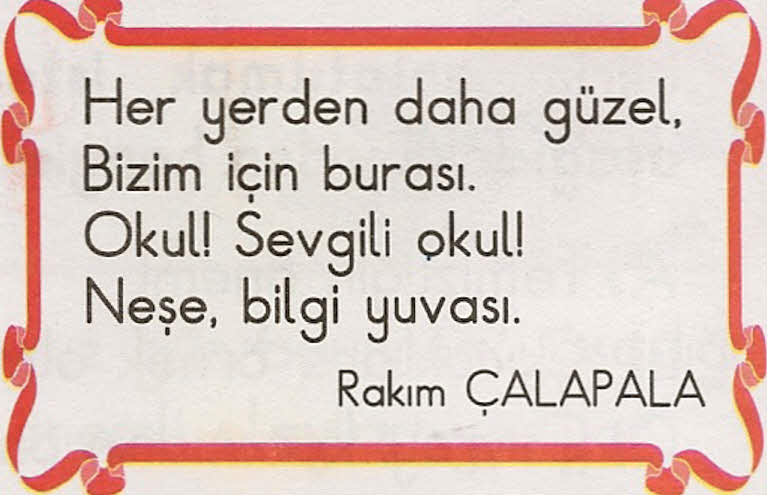 Her yerden daha güzel,
Bizim için burası.
Okul! Sevgili okul!
Neşe, bilgi yuvası.
Rakım ÇALAPALA